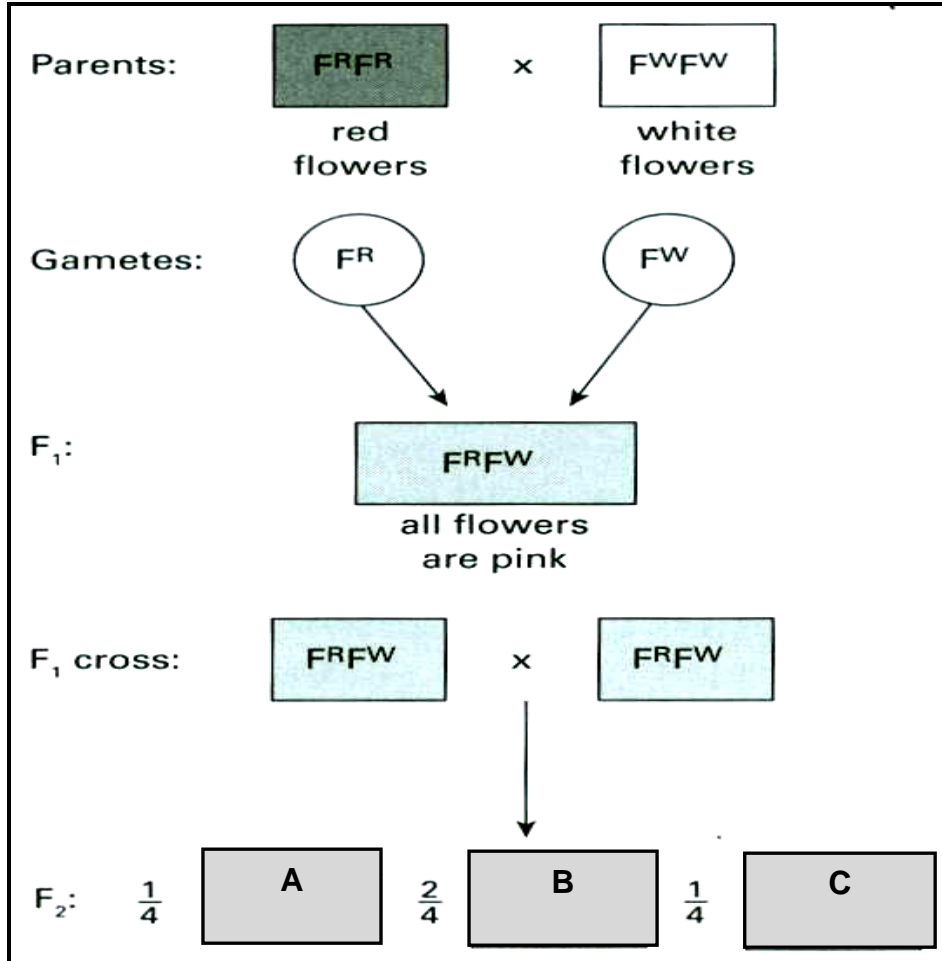 Parents: FᴿFᴿ x FᵂFᵂ
red flowers
white flowers
Gametes: Fᴿ Fᵂ
F₁: FᴿFᵂ
all flowers
are pink
F₁ cross: FᴿFᵂ x FᴿFᵂ
F₂: 1/4 A 2/4 B 1/4 C